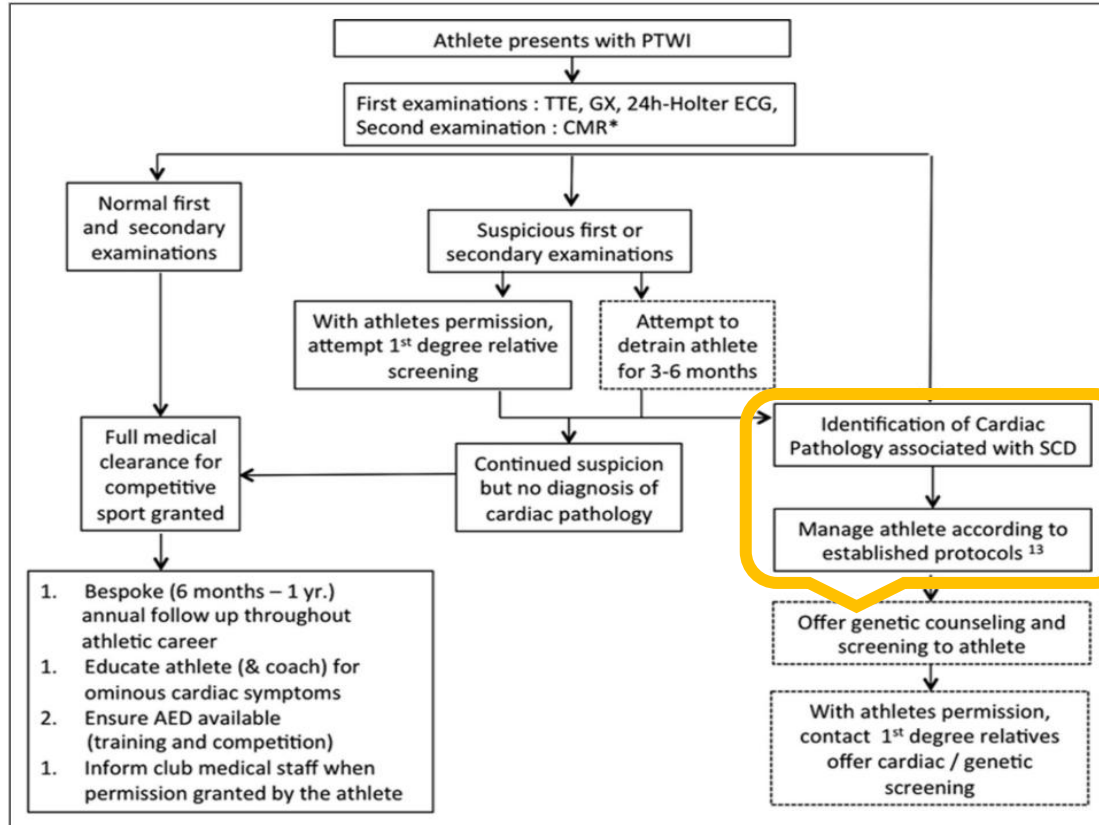 Athlete presents with PTWI
First examinations : TTE, GX, 24h-Holter ECG,
Second examination : CMR*
Normal first
and secondary
examinations
Suspicious first or
secondary examinations
With athletes permission,
attempt 1st degree relative
screening
Attempt to
detrain athlete
for 3-6 months
Identification of Cardiac
Pathology associated with SCD
Full medical
clearance for
competitive
sport granted
Continued suspicion
but no diagnosis of
cardiac pathology
Manage athlete according to
established protocols 13
1. Bespoke (6 months – 1 yr.)
annual follow up throughout
athletic career
1. Educate athlete (& coach) for
ominous cardiac symptoms
2. Ensure AED available
(training and competition)
1. Inform club medical staff when
permission granted by the athlete
Offer genetic counseling and
screening to athlete
With athletes permission,
contact 1st degree relatives
offer cardiac / genetic
screening